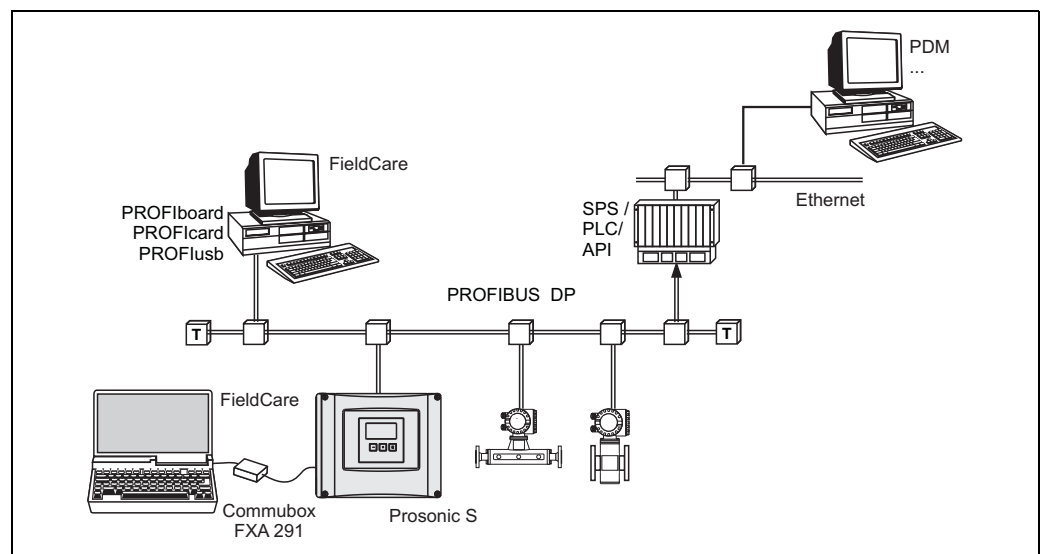 PDM
...
FieldCare
PROFIboard
PROFIcard
PROFIusb
Ethernet
SPS /
PLC/
API
PROFIBUS DP
T
T
FieldCare
Commubox
FXA 291
Prosonic S